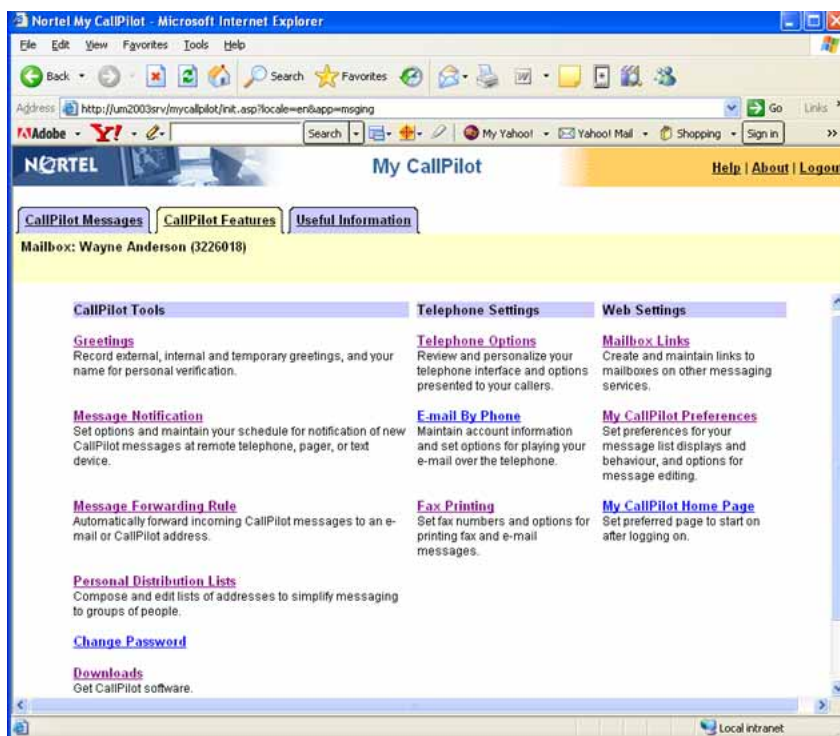 Nortel My CallPilot - Microsoft Internet Explorer
File Edit View Favorites Tools Help
Back Search Favorites
Address http://um2003srv/mycallpilot/init.asp?locale=en&app=msging Go Links
Adobe Y! Search My Yahoo! Yahoo! Mail Shopping Sign in
NORTEL My CallPilot Help | About | Logout
CallPilot Messages CallPilot Features Useful Information
Mailbox: Wayne Anderson (3226018)
CallPilot Tools Telephone Settings Web Settings
Greetings
Record external, internal and temporary greetings, and your
name for personal verification.
Telephone Options
Review and personalize your
telephone interface and options
presented to your callers.
Mailbox Links
Create and maintain links to
mailboxes on other messaging
services.
Message Notification
Set options and maintain your schedule for notification of new
CallPilot messages at remote telephone, pager, or text
device.
E-mail By Phone
Maintain account information
and set options for playing your
e-mail over the telephone.
My CallPilot Preferences
Set preferences for your
message list displays and
behaviour, and options for
message editing.
Message Forwarding Rule
Automatically forward incoming CallPilot messages to an e-
mail or CallPilot address.
Fax Printing
Set fax numbers and options for
printing fax and e-mail
messages.
My CallPilot Home Page
Set preferred page to start on
after logging on.
Personal Distribution Lists
Compose and edit lists of addresses to simplify messaging
to groups of people.
Change Password
Downloads
Get CallPilot software.
Local intranet